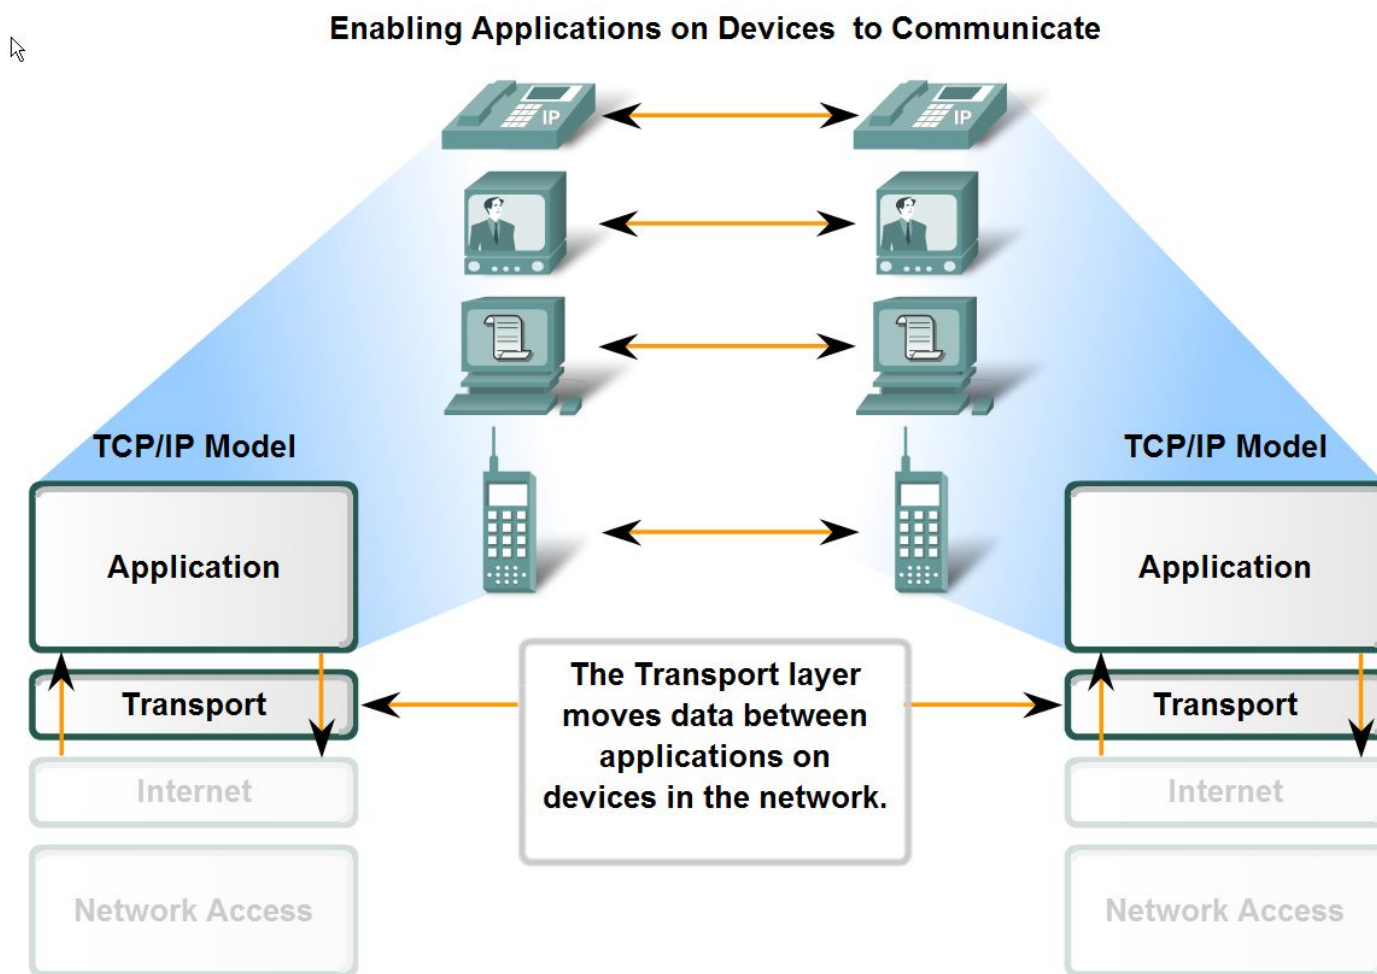 Enabling Applications on Devices to Communicate
IP
IP
TCP/IP Model
TCP/IP Model
Application
Application
The Transport layer
moves data between
applications on
devices in the network.
Transport
Transport
Internet
Internet
Network Access
Network Access